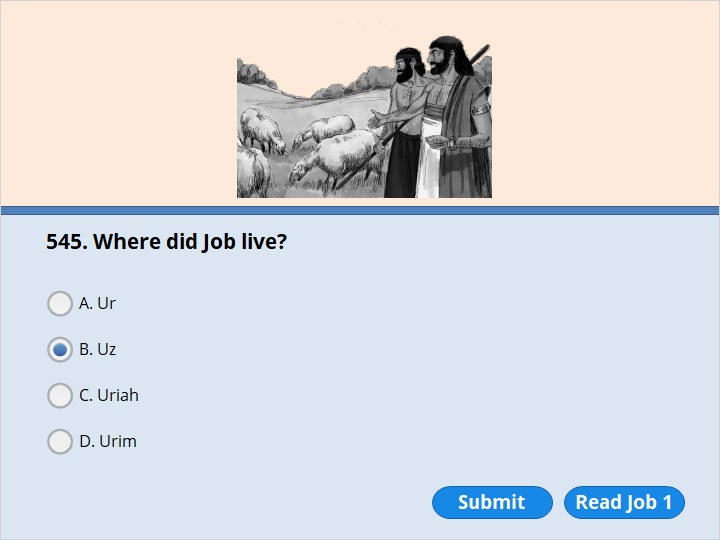 545. Where did Job live?
A. Ur
B. Uz
C. Uriah
D. Urim
Submit
Read Job 1